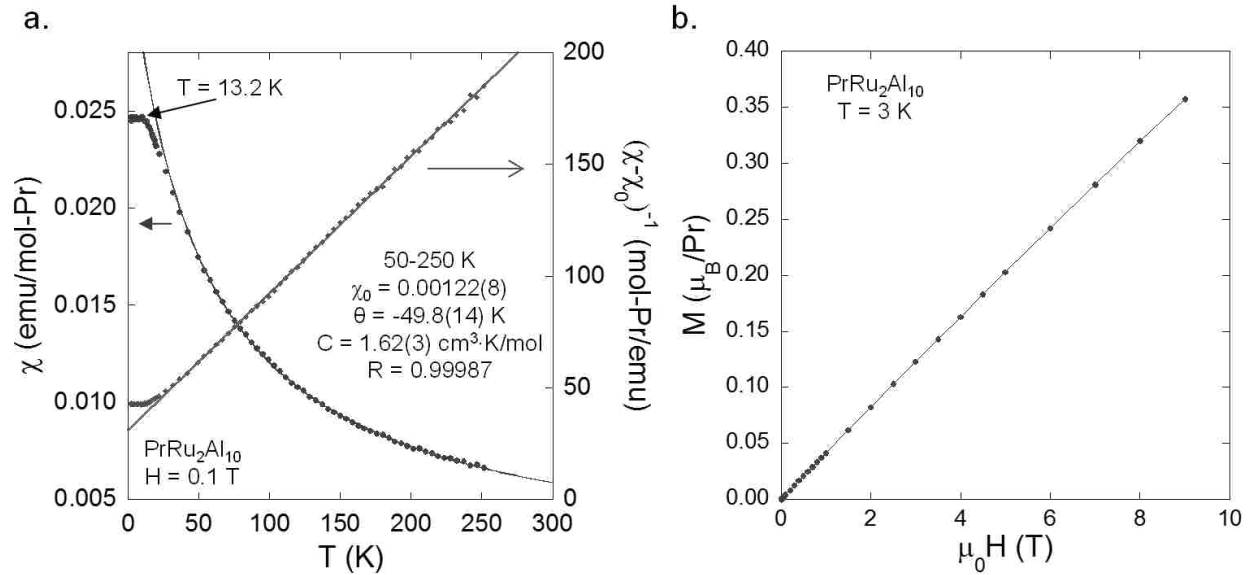 a.
χ (emu/mol-Pr)
0.025
0.020
0.015
0.010
0.005
T = 13.2 K
50-250 K
χ₀ = 0.00122(8)
θ = -49.8(14) K
C = 1.62(3) cm³·K/mol
R = 0.99987
PrRu₂Al₁₀
H = 0.1 T
200
150
100
50
0
(χ-χ₀)⁻¹ (mol-Pr/emu)
0 50 100 150 200 250 300
T (K)
b.
M (μ_B/Pr)
0.40
0.35
0.30
0.25
0.20
0.15
0.10
0.05
0.00
PrRu₂Al₁₀
T = 3 K
0 2 4 6 8 10
μ₀H (T)